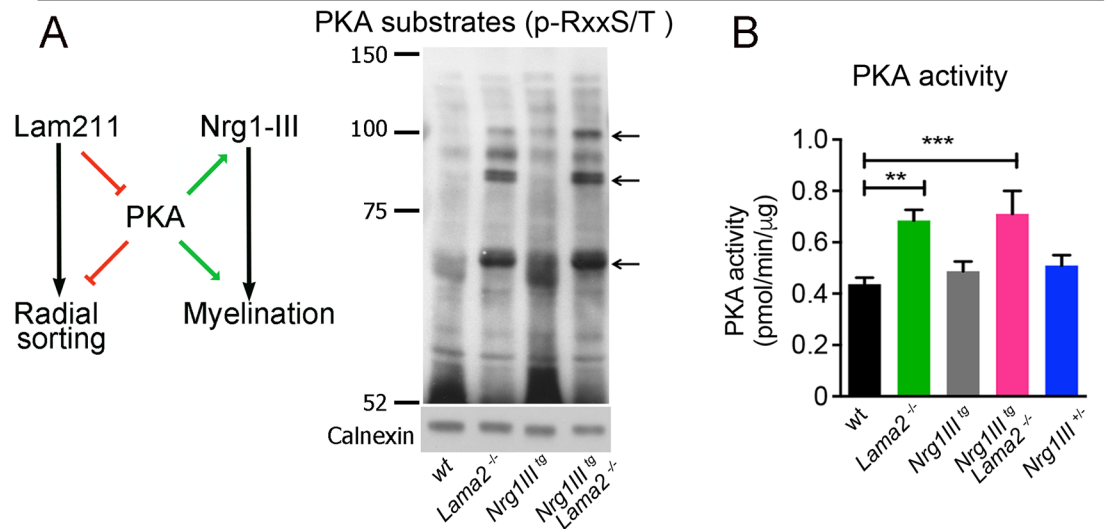 A
PKA substrates (p-RxxS/T )
B
PKA activity
Lam211
Nrg1-III
PKA
Radial
sorting
Myelination
150
100
75
52
Calnexin
wt
Lama2 -/-
Nrg1III tg
Nrg1III tg
Lama2 -/-
PKA activity
(pmol/min/µg)
1.0
0.8
0.6
0.4
0.2
0
***
**
wt
Lama2 -/-
Nrg1III tg
Nrg1III tg
Lama2 -/-
Nrg1III +/-